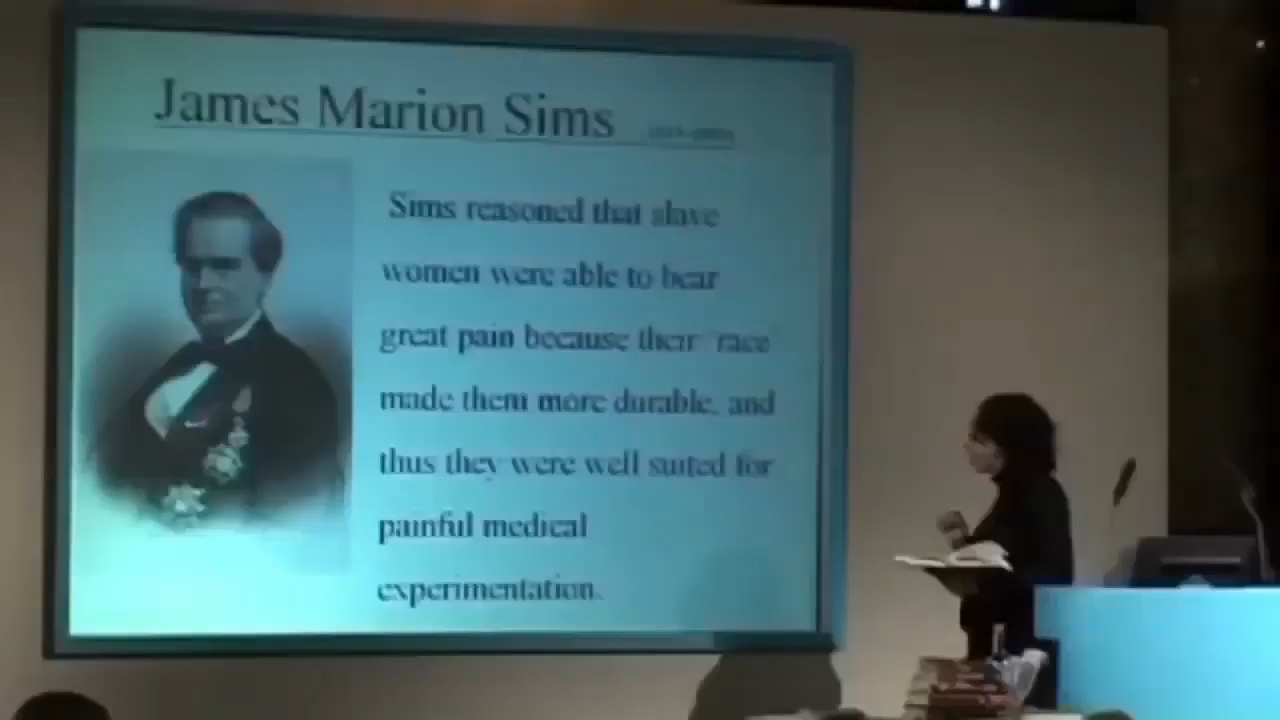 James Marion Sims
Sims reasoned that slave
women were able to bear
great pain because their "race"
made them more durable, and
thus they were well suited for
painful medical
experimentation.